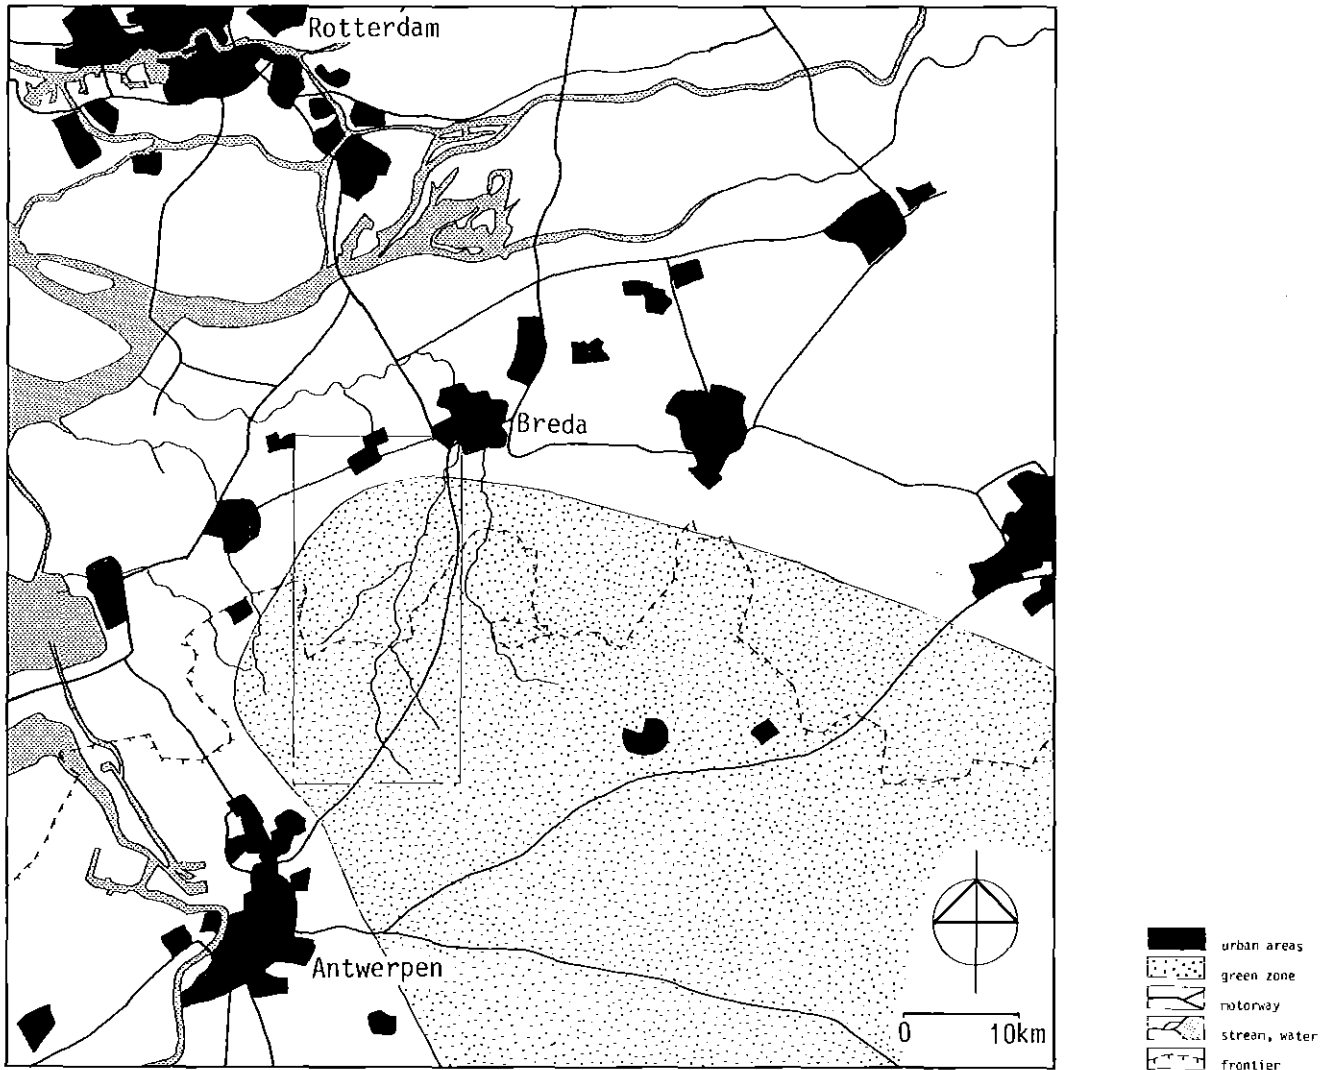 Rotterdam
Breda
Antwerpen
0 10km
urban areas
green zone
motorway
stream, water
frontier